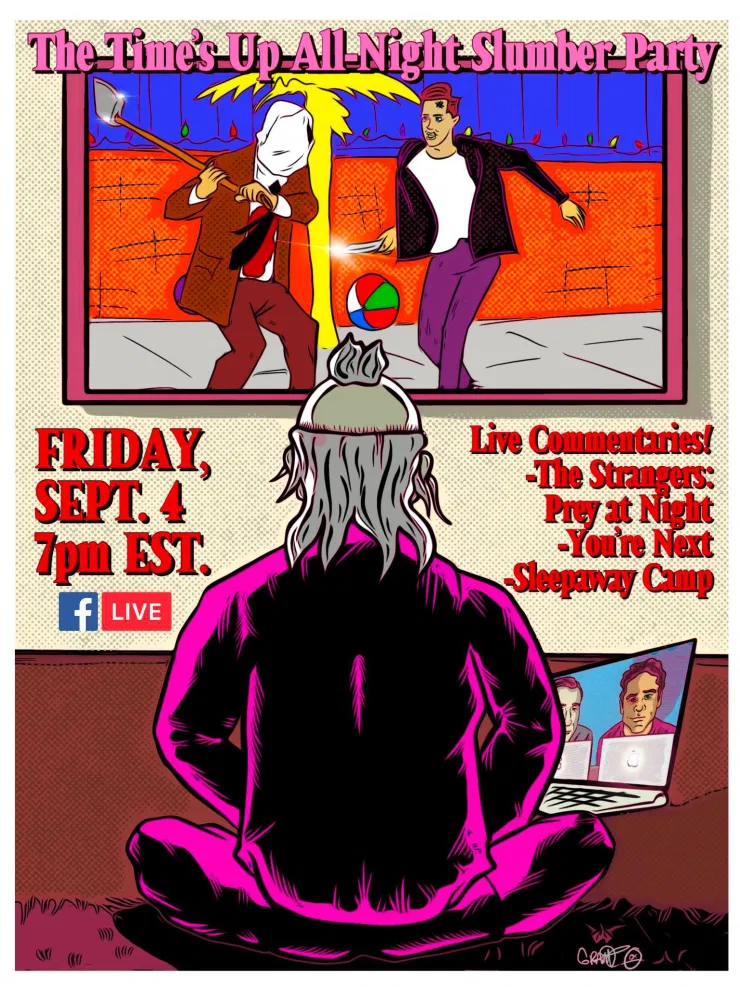 The Time's Up All-Night Slumber Party
FRIDAY,
SEPT. 4
7pm EST.
f LIVE
Live Commentaries!
-The Strangers:
Prey at Night
-You're Next
-Sleepaway Camp